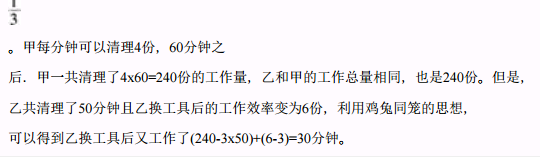 1
3
。甲每分钟可以清理4份，60分钟之
后．甲一共清理了4x60=240份的工作量，乙和甲的工作总量相同，也是240份。但是，
乙共清理了50分钟且乙换工具后的工作效率变为6份，利用鸡兔同笼的思想，
可以得到乙换工具后又工作了(240-3x50)+(6-3)=30分钟。